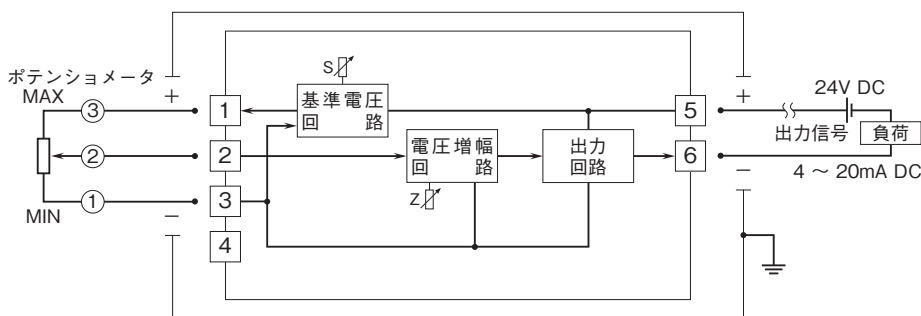 ポテンショメータ
MAX
3
2
1
MIN
+
−
1
2
3
4
S
基準電圧
回路
電圧増幅
回路
Z
出力
回路
5
6
+
−
24V DC
出力信号
負荷
4 ～ 20mA DC